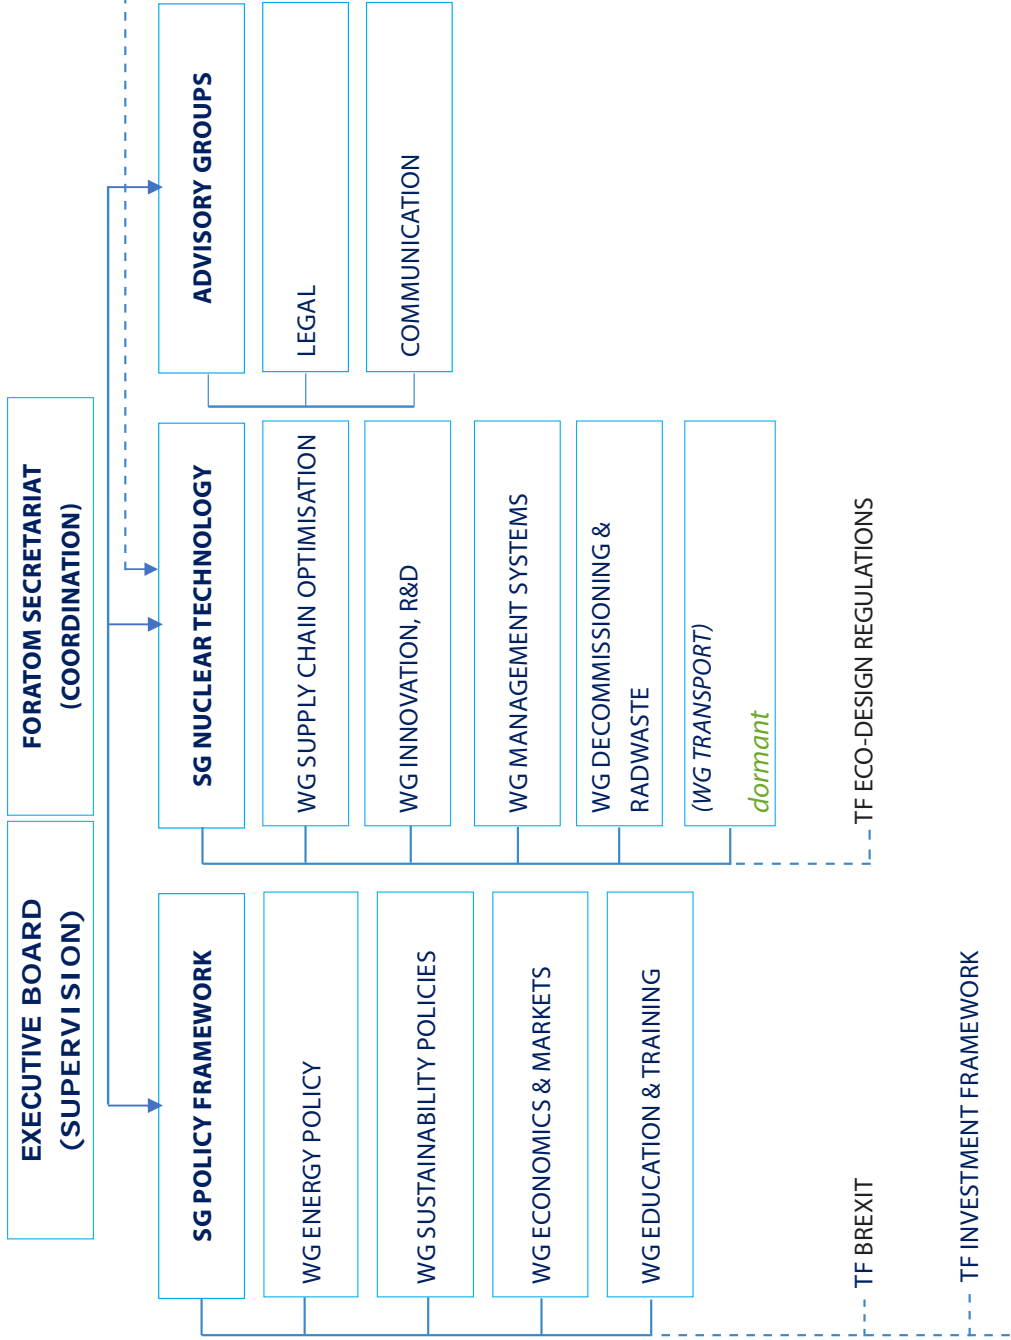 EXECUTIVE BOARD
(SUPERVISION)
FORATOM SECRETARIAT
(COORDINATION)
SG POLICY FRAMEWORK
WG ENERGY POLICY
WG SUSTAINABILITY POLICIES
WG ECONOMICS & MARKETS
WG EDUCATION & TRAINING
TF BREXIT
TF INVESTMENT FRAMEWORK
SG NUCLEAR TECHNOLOGY
WG SUPPLY CHAIN OPTIMISATION
WG INNOVATION, R&D
WG MANAGEMENT SYSTEMS
WG DECOMMISSIONING &
RADWASTE
(WG TRANSPORT)
dormant
TF ECO-DESIGN REGULATIONS
ADVISORY GROUPS
LEGAL
COMMUNICATION